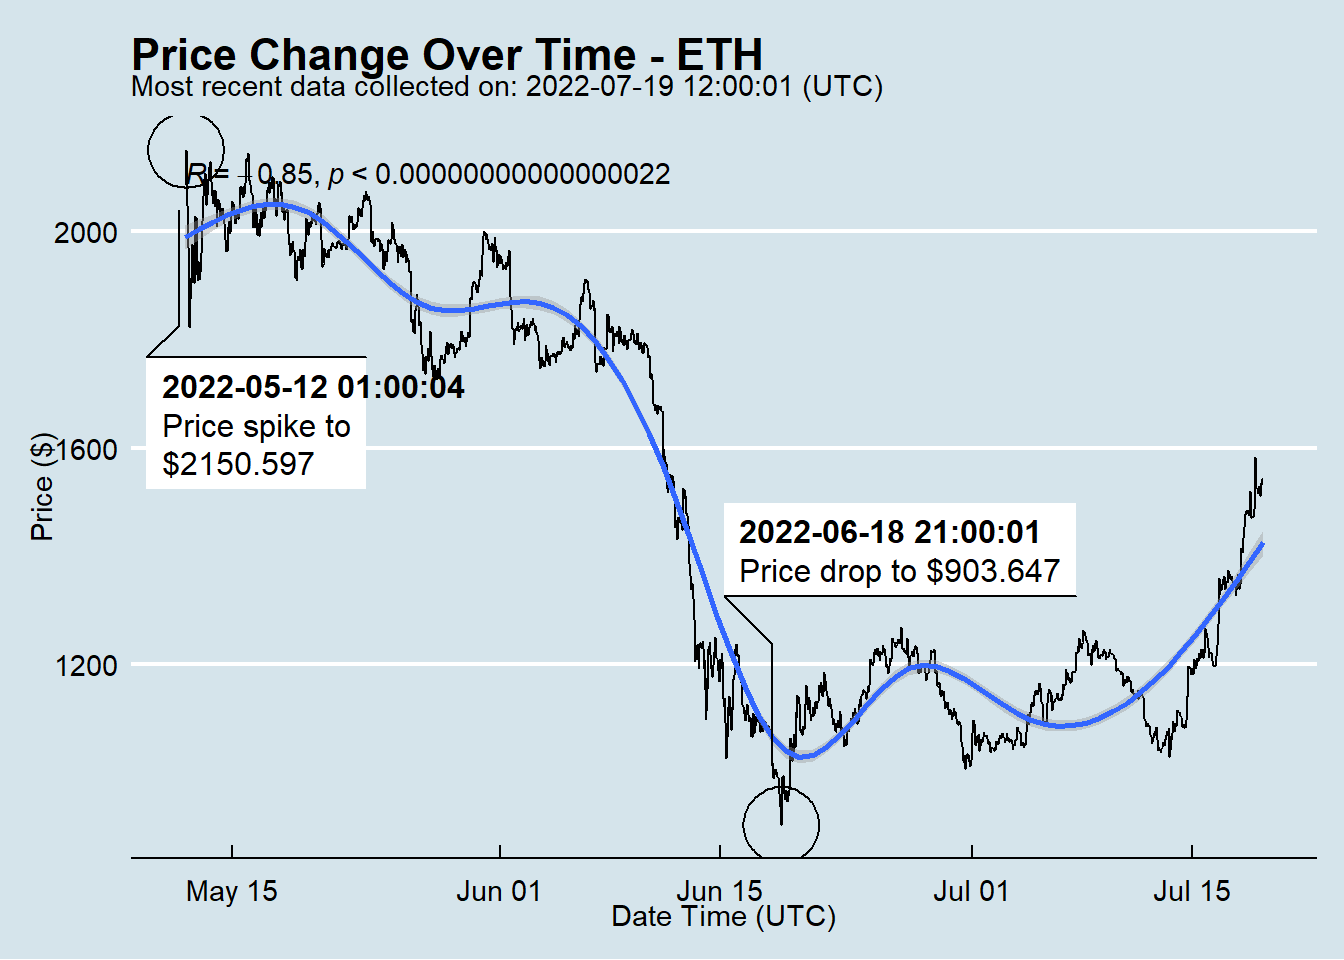 Price Change Over Time - ETH
Most recent data collected on: 2022-07-19 12:00:01 (UTC)
R = −0.85, p < 0.00000000000000022
2000
2022-05-12 01:00:04
Price spike to
$2150.597
1600
Price ($)
2022-06-18 21:00:01
Price drop to $903.647
1200
May 15
Jun 01
Jun 15
Jul 01
Jul 15
Date Time (UTC)